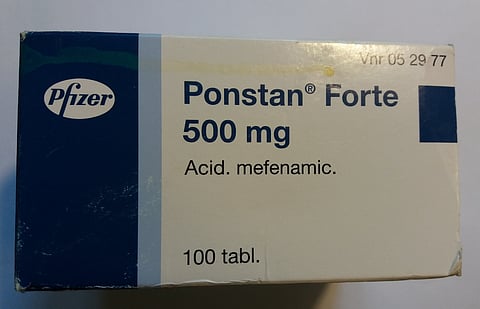 Vnr 05 29 77
Pfizer
Ponstan® Forte
500 mg
Acid. mefenamic.
100 tabl.